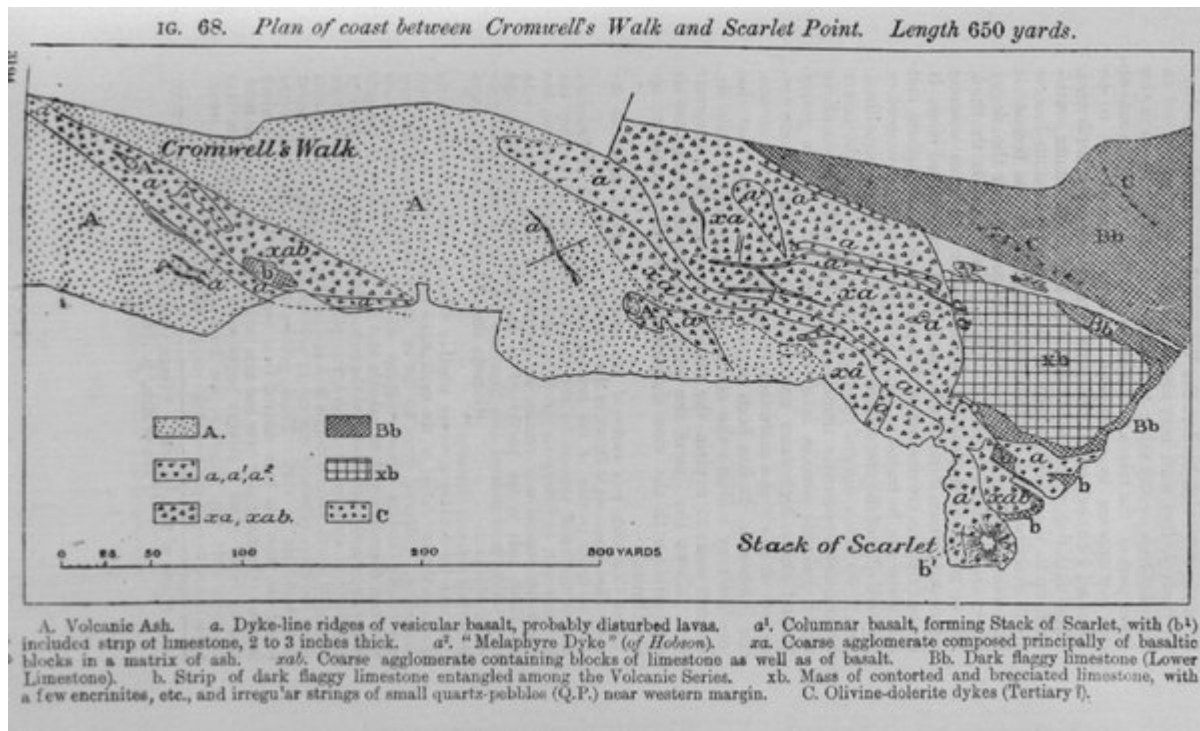 IG. 68. Plan of coast between Cromwell's Walk and Scarlet Point. Length 650 yards.
a
Cromwell's Walk
a
A
A
xab
b
a
a
a
a
a
a
xa
a
a
a
xa
xa
a
xa
a
a
C
C
Bb
Bb
xb
Bb
a
b
a' xab
b
Stack of Scarlet
b'
A. Bb
a, a', a². xb
xa, xab. C
0 25 50 100 200 300 YARDS
A. Volcanic Ash. a. Dyke-line ridges of vesicular basalt, probably disturbed lavas. a¹. Columnar basalt, forming Stack of Scarlet, with (b¹)
included strip of limestone, 2 to 3 inches thick. a². "Melaphyre Dyke" (of Hobson). xa. Coarse agglomerate composed principally of basaltic
blocks in a matrix of ash. xab. Coarse agglomerate containing blocks of limestone as well as of basalt. Bb. Dark flaggy limestone (Lower
Limestone). b. Strip of dark flaggy limestone entangled among the Volcanic Series. xb. Mass of contorted and brecciated limestone, with
a few encrinites, etc., and irregu'ar strings of small quartz-pebbles (Q.P.) near western margin. C. Olivine-dolerite dykes (Tertiary ?).